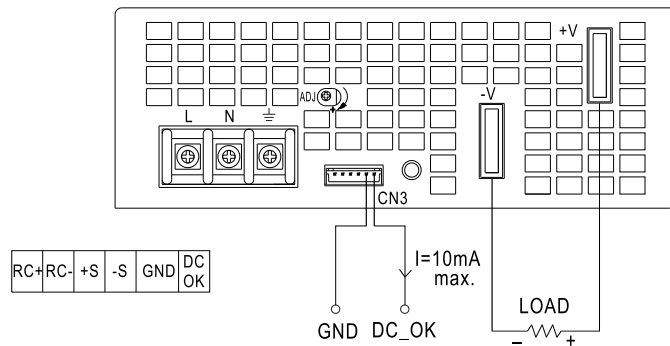 +V
ADJ
+
-V
L N ⏚
CN3
RC+ RC- +S -S GND DC OK
I=10mA
max.
GND DC_OK
LOAD
– +